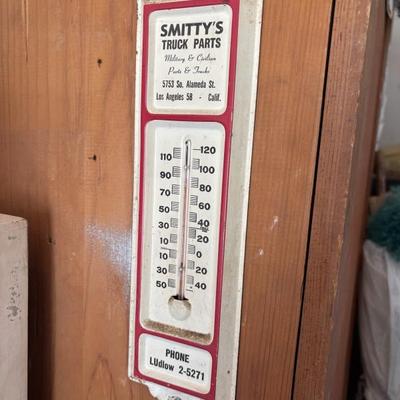 SMITTY'S
TRUCK PARTS
Military & Civilian
Parts & Trucks
5753 So. Alameda St.
Los Angeles 58 - Calif.
120
110 100
90 80
70 60
50 40
30 20
10 0
10 20
30 40
50
PHONE
LUdlow 2-5271